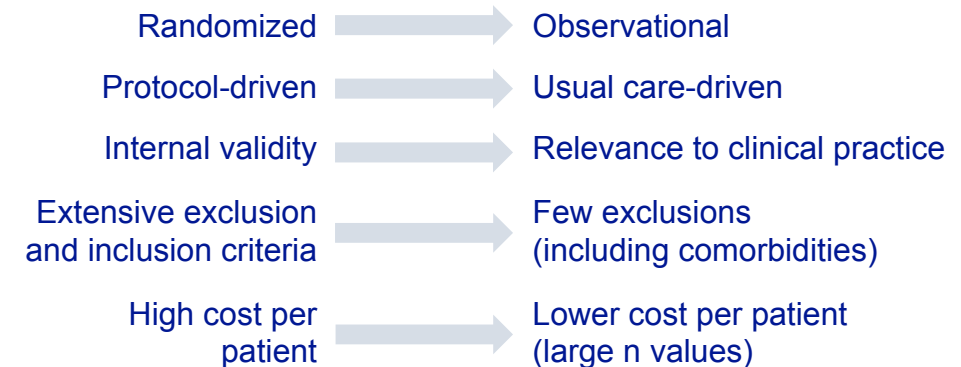 Randomized
Observational
Protocol-driven
Usual care-driven
Internal validity
Relevance to clinical practice
Extensive exclusion
and inclusion criteria
Few exclusions
(including comorbidities)
High cost per
patient
Lower cost per patient
(large n values)